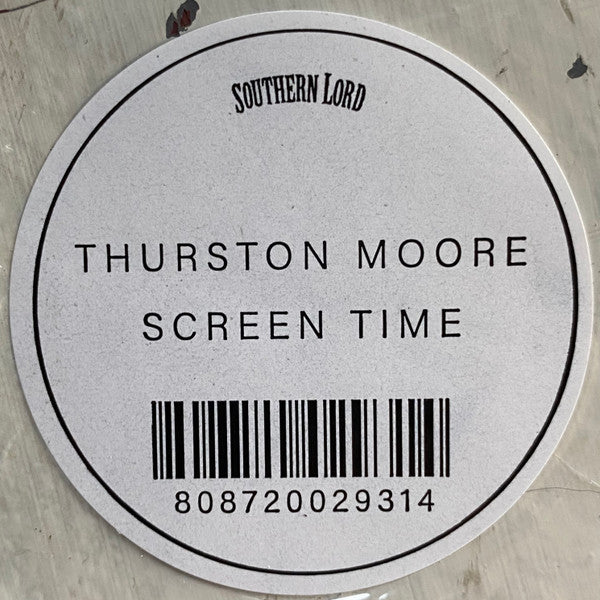 SOUTHERN LORD
THURSTON MOORE
SCREEN TIME
808720029314